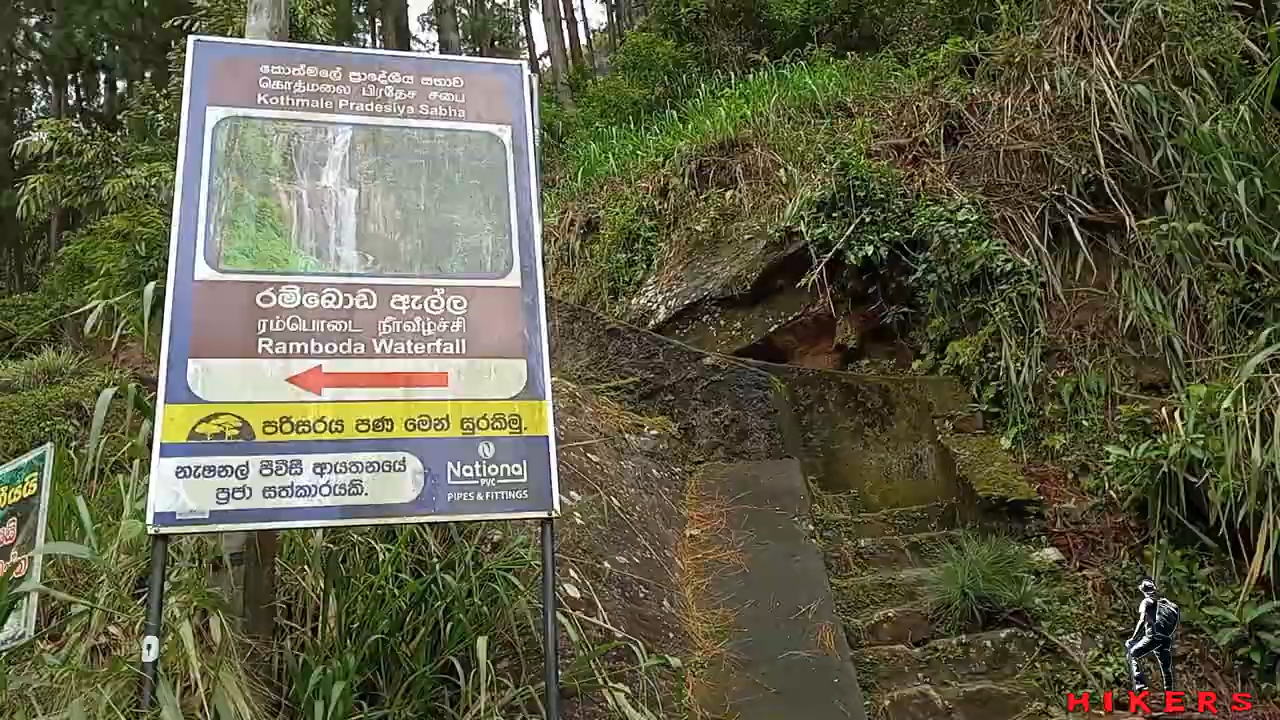 කොත්මලේ ප්‍රාදේශීය සභාව
கொத்மலை பிரதேச சபை
Kothmale Pradesiya Sabha
රම්බොඩ ඇල්ල
ரம்பொடை நீர்வீழ்ச்சி
Ramboda Waterfall
පරිසරය පණ මෙන් සුරකිමු.
නැෂනල් පීවීසී ආයතනයේ
ප්‍රජා සත්කාරයකි.
National
PVC
PIPES & FITTINGS
HIKERS